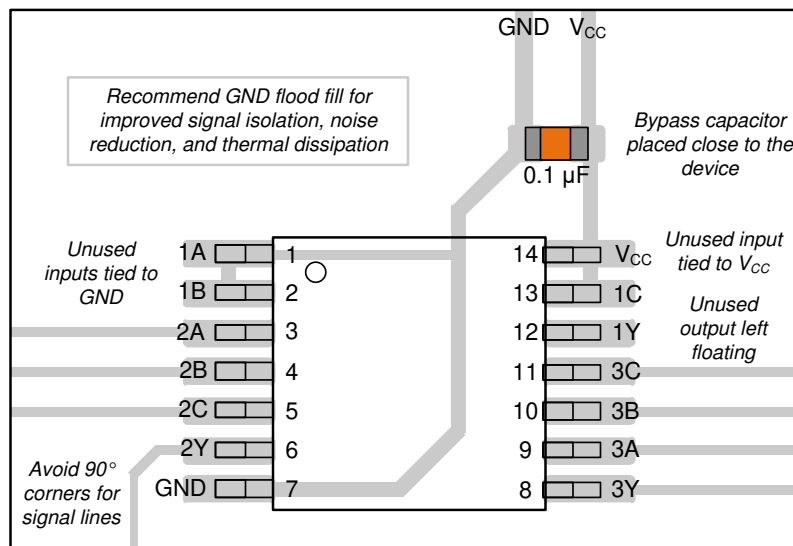 GND VCC
Recommend GND flood fill for
improved signal isolation, noise
reduction, and thermal dissipation
Bypass capacitor
placed close to the
device
0.1 µF
Unused
inputs tied to
GND
1A 1 14 VCC
Unused input
tied to VCC
1B 2 13 1C
2A 3 12 1Y
Unused
output left
floating
2B 4 11 3C
2C 5 10 3B
2Y 6 9 3A
GND 7 8 3Y
Avoid 90°
corners for
signal lines